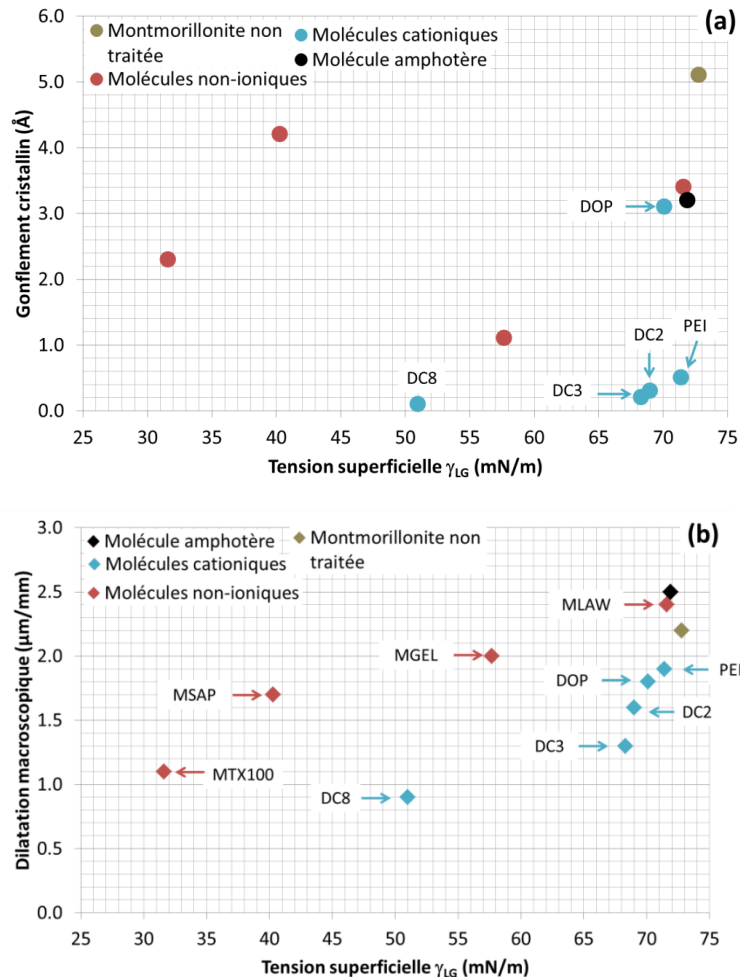 (a)
Montmorillonite non traitée
Molécules cationiques
Molécule amphotère
Molécules non-ioniques
Gonflement cristallin (Å)
6.0
5.0
4.0
3.0
2.0
1.0
0.0
DOP
PEI
DC2
DC3
DC8
25 30 35 40 45 50 55 60 65 70 75
Tension superficielle γLG (mN/m)
(b)
Molécule amphotère
Montmorillonite non traitée
Molécules cationiques
Molécules non-ioniques
Dilatation macroscopique (µm/mm)
3.0
2.5
2.0
1.5
1.0
0.5
0.0
MLAW
MGEL
PEI
DOP
MSAP
DC2
DC3
MTX100
DC8
25 30 35 40 45 50 55 60 65 70 75
Tension superficielle γLG (mN/m)